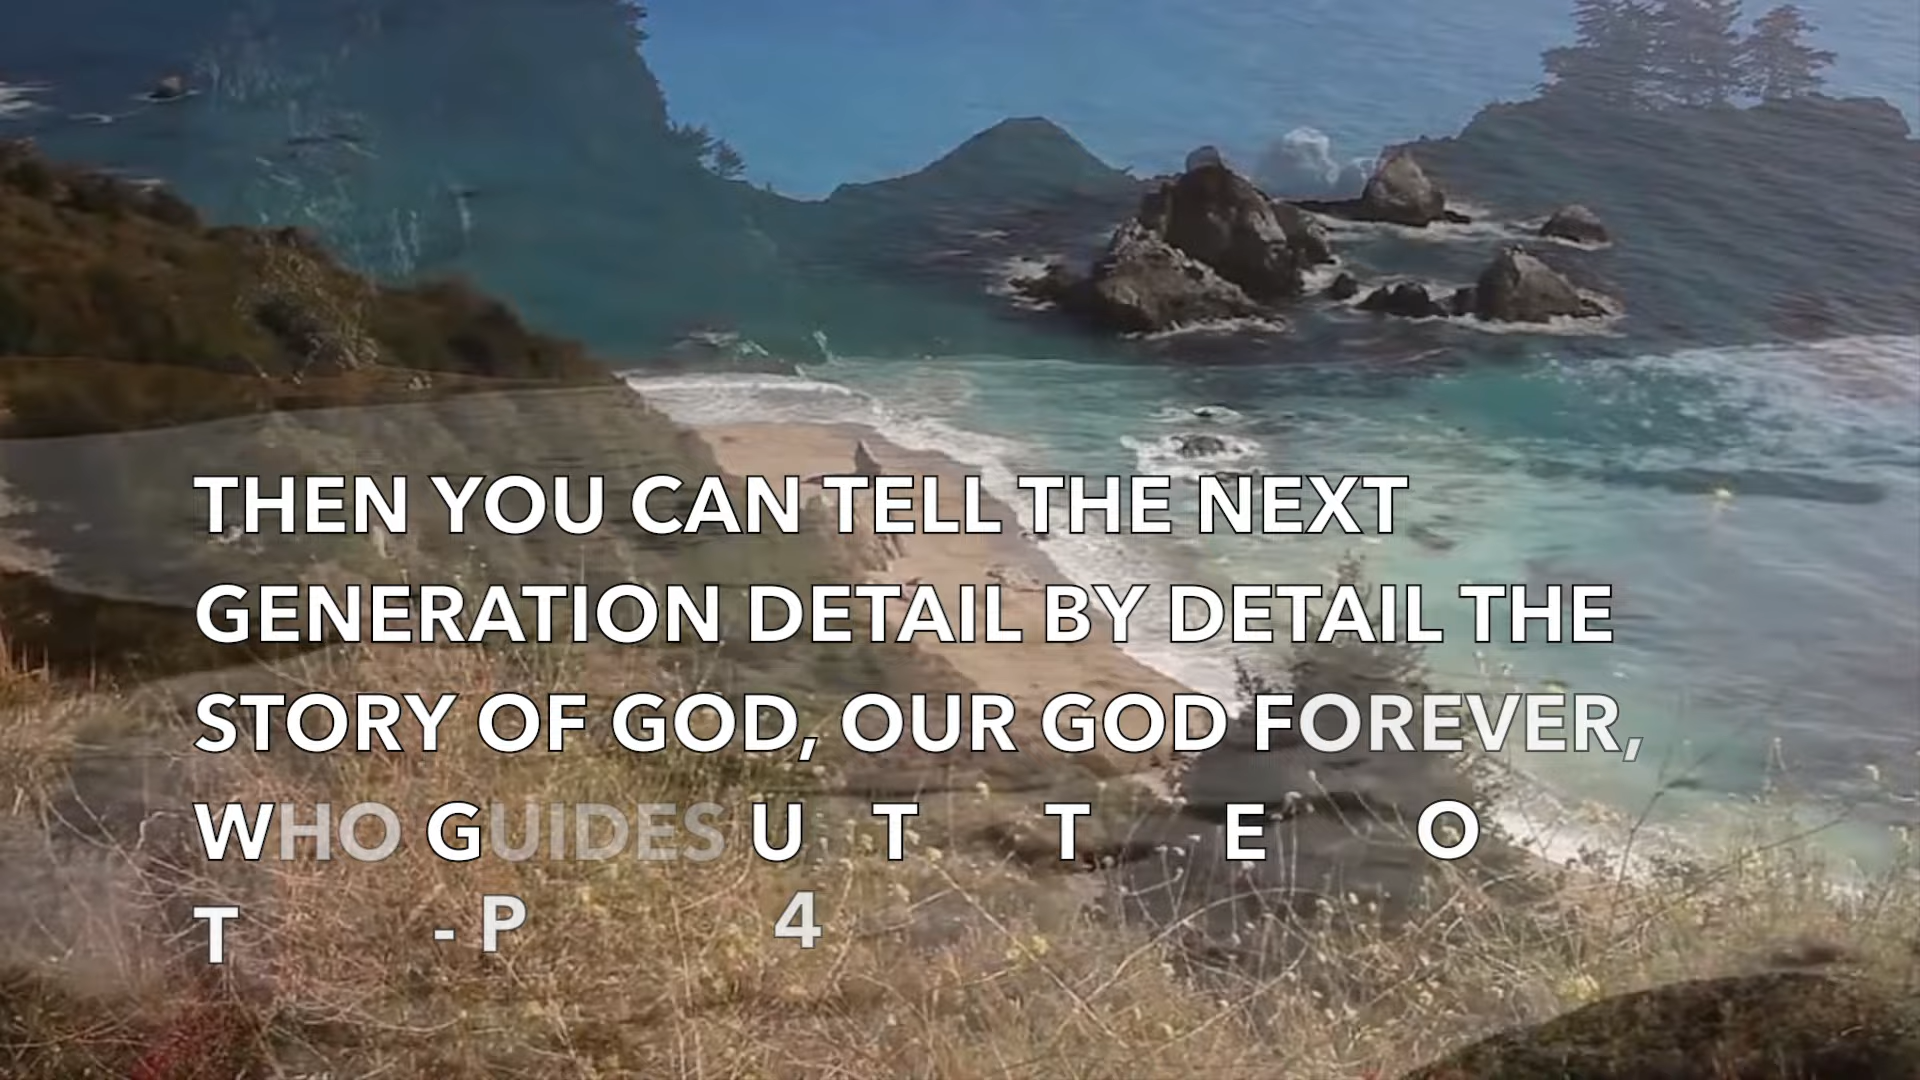 THEN YOU CAN TELL THE NEXT
GENERATION DETAIL BY DETAIL THE
STORY OF GOD, OUR GOD FOREVER,
WHO GUIDES U T T E O
T - P 4